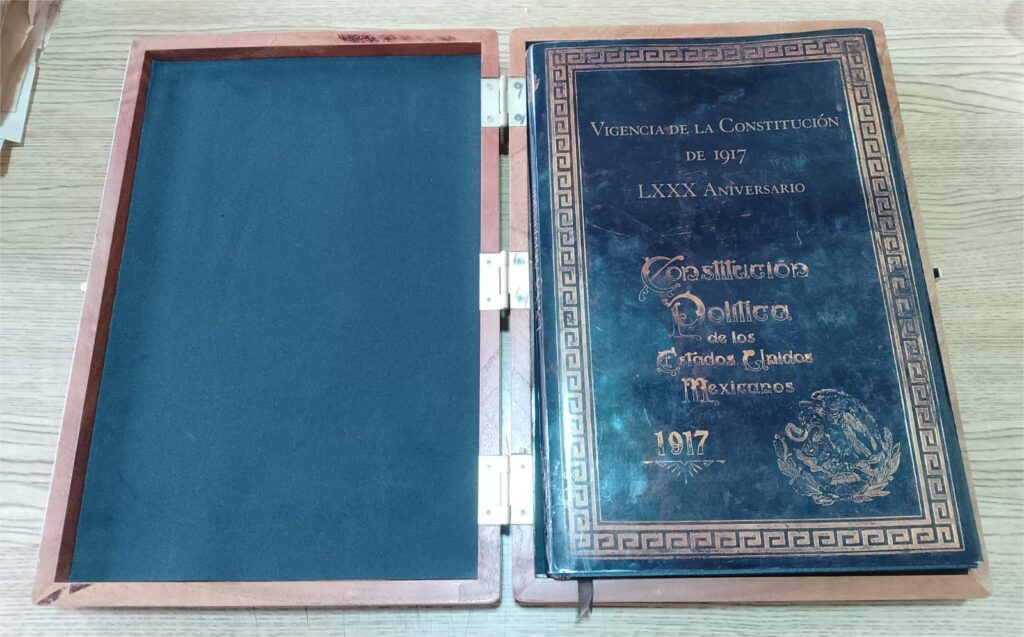 VIGENCIA DE LA CONSTITUCIÓN
DE 1917
LXXX ANIVERSARIO
Constitución
Política
de los
Estados Unidos
Mexicanos
1917